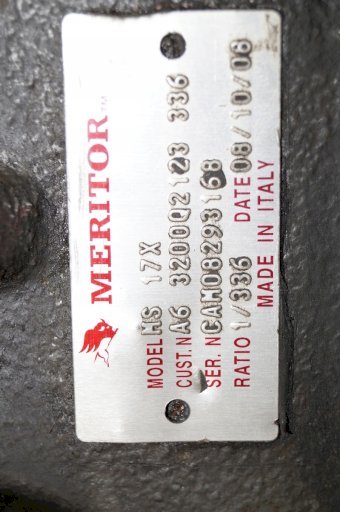 MERITOR™
MODEL MS 17X
CUST.N A6 3200Q2123 336
SER. N CAM08293168
RATIO 1/336 DATE 08/10/08
MADE IN ITALY